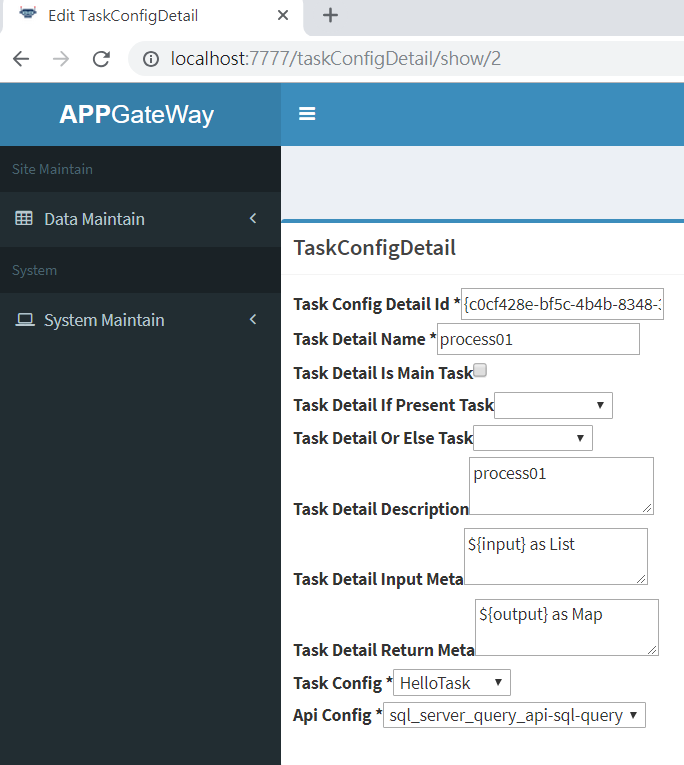 Edit TaskConfigDetail
localhost:7777/taskConfigDetail/show/2
APPGateWay
Site Maintain
Data Maintain
System
System Maintain
TaskConfigDetail
Task Config Detail Id * {c0cf428e-bf5c-4b4b-8348-
Task Detail Name * process01
Task Detail Is Main Task
Task Detail If Present Task
Task Detail Or Else Task
process01
Task Detail Description
${input} as List
Task Detail Input Meta
${output} as Map
Task Detail Return Meta
Task Config * HelloTask
Api Config * sql_server_query_api-sql-query